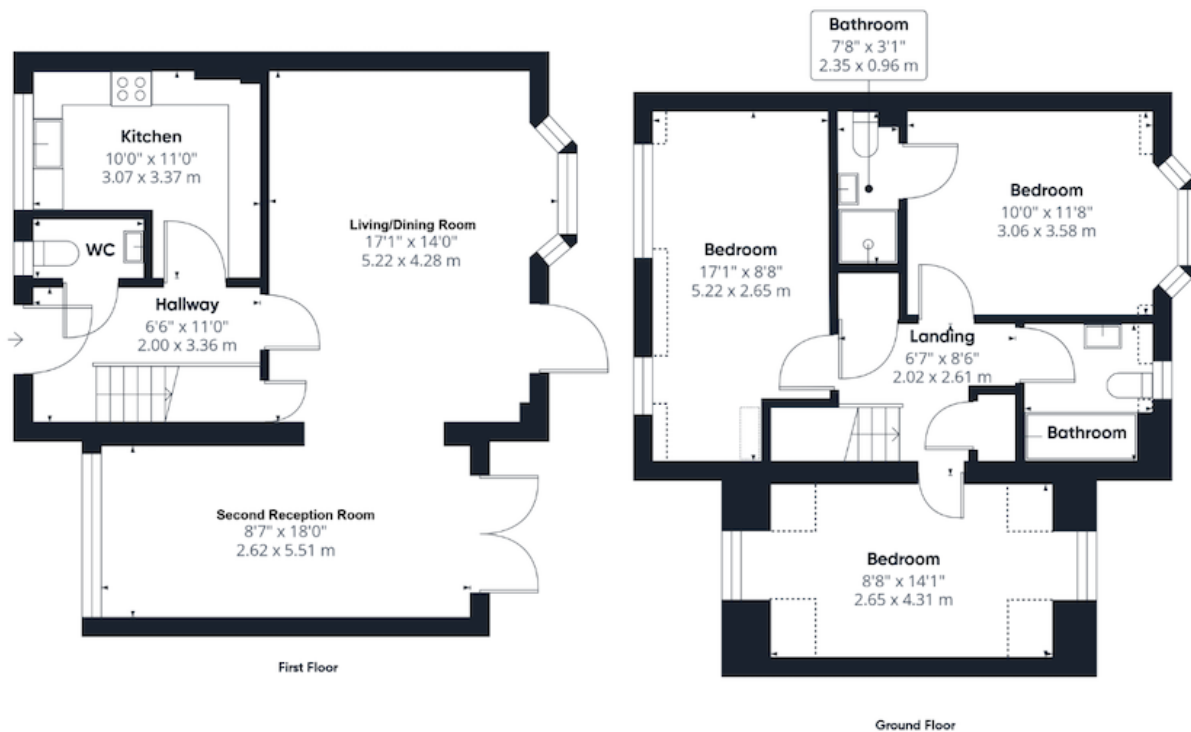 Kitchen
10'0" x 11'0"
3.07 x 3.37 m
WC
Hallway
6'6" x 11'0"
2.00 x 3.36 m
Living/Dining Room
17'1" x 14'0"
5.22 x 4.28 m
Second Reception Room
8'7" x 18'0"
2.62 x 5.51 m
First Floor
Bathroom
7'8" x 3'1"
2.35 x 0.96 m
Bedroom
17'1" x 8'8"
5.22 x 2.65 m
Bedroom
10'0" x 11'8"
3.06 x 3.58 m
Landing
6'7" x 8'6"
2.02 x 2.61 m
Bathroom
Bedroom
8'8" x 14'1"
2.65 x 4.31 m
Ground Floor